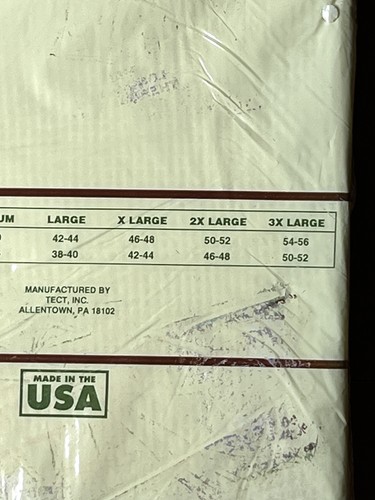 UM LARGE X LARGE 2X LARGE 3X LARGE
42-44 46-48 50-52 54-56
38-40 42-44 46-48 50-52
MANUFACTURED BY
TECT, INC.
ALLENTOWN, PA 18102
MADE IN THE
USA